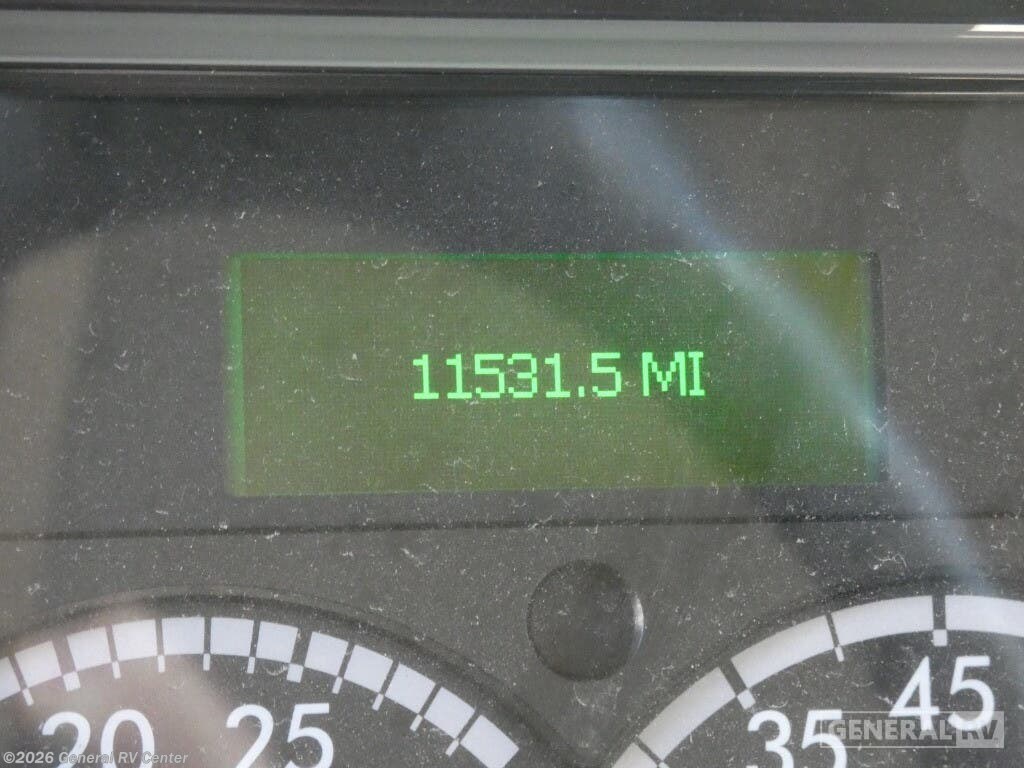 11531.5 MI
20 25 35 45
GENERAL RV
©2026 General RV Center